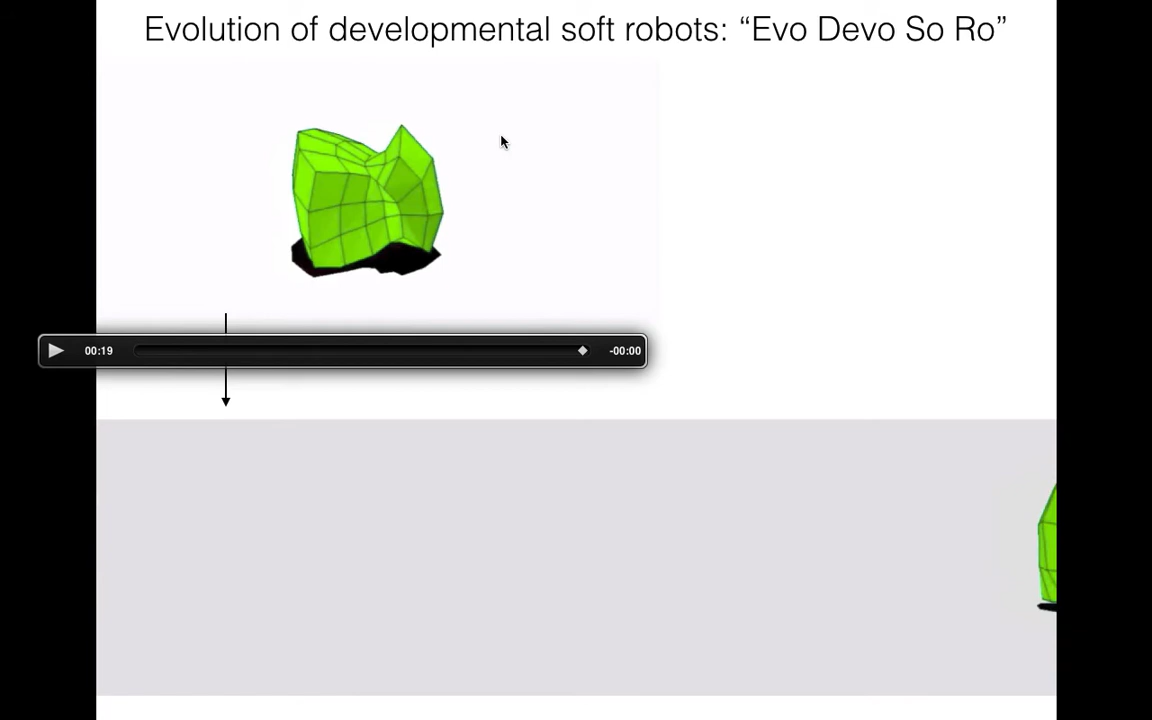 Evolution of developmental soft robots: “Evo Devo So Ro”
00:19 -00:00